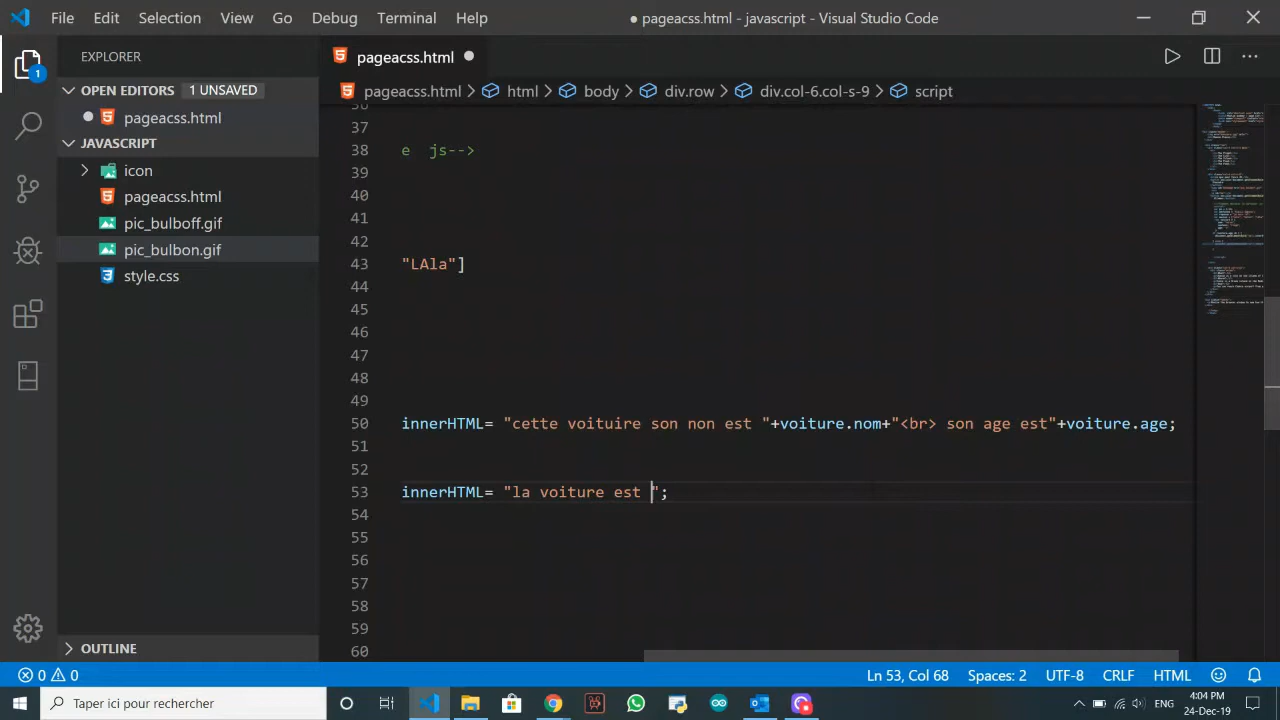 File Edit Selection View Go Debug Terminal Help ● pageacss.html - javascript - Visual Studio Code
EXPLORER
pageacss.html
OPEN EDITORS 1 UNSAVED
pageacss.html
JAVASCRIPT
icon
pageacss.html
pic_bulboff.gif
pic_bulbon.gif
style.css
OUTLINE
pageacss.html > html > body > div.row > div.col-6.col-s-9 > script
36
37
38 e js-->
39
40
41
42
43 "LAla"]
44
45
46
47
48
49
50 innerHTML= "cette voituire son non est "+voiture.nom+"<br> son age est"+voiture.age;
51
52
53 innerHTML= "la voiture est ";
54
55
56
57
58
59
60
1
0 0 Ln 53, Col 68 Spaces: 2 UTF-8 CRLF HTML
Taper ici pour rechercher
ENG
4:04 PM
24-Dec-19